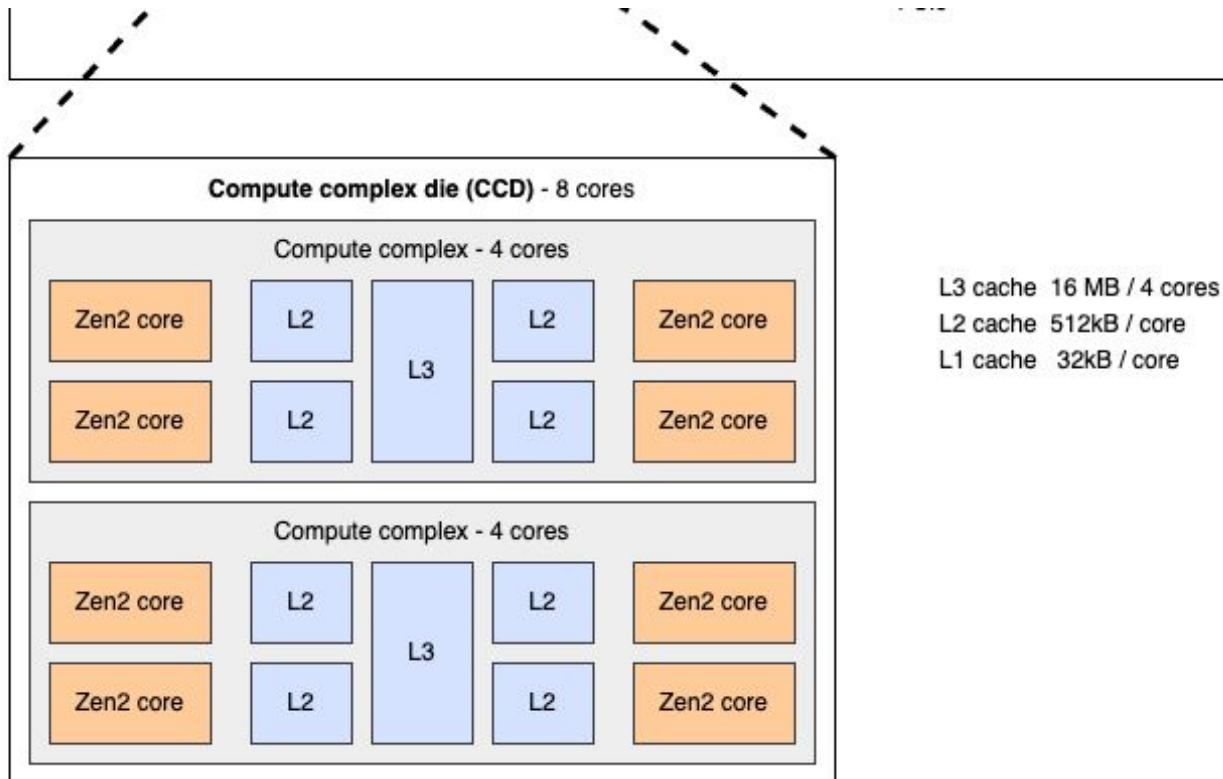 Compute complex die (CCD) - 8 cores
Compute complex - 4 cores
Zen2 core L2 L3 L2 Zen2 core
Zen2 core L2 L2 Zen2 core
L3 cache 16 MB / 4 cores
L2 cache 512kB / core
L1 cache 32kB / core
Compute complex - 4 cores
Zen2 core L2 L3 L2 Zen2 core
Zen2 core L2 L2 Zen2 core